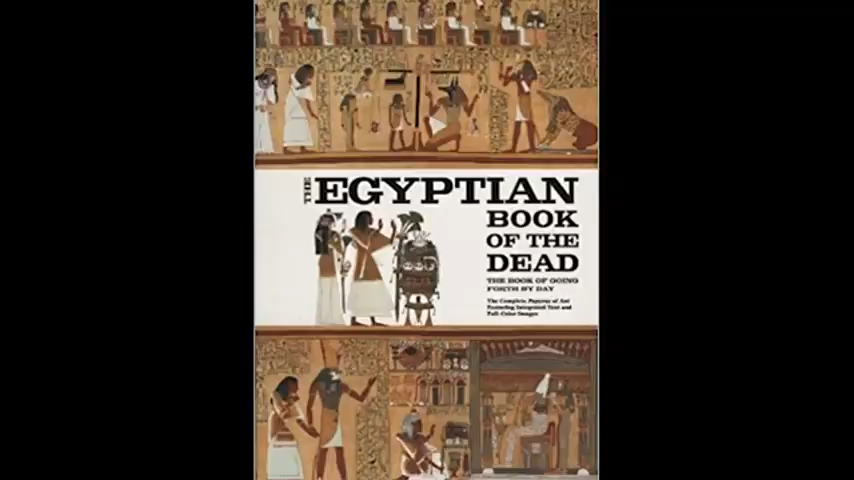 THE EGYPTIAN
BOOK
OF THE
DEAD
THE BOOK OF GOING
FORTH BY DAY
The Complete Papyrus of Ani
Featuring Integrated Text and
Full-Color Images